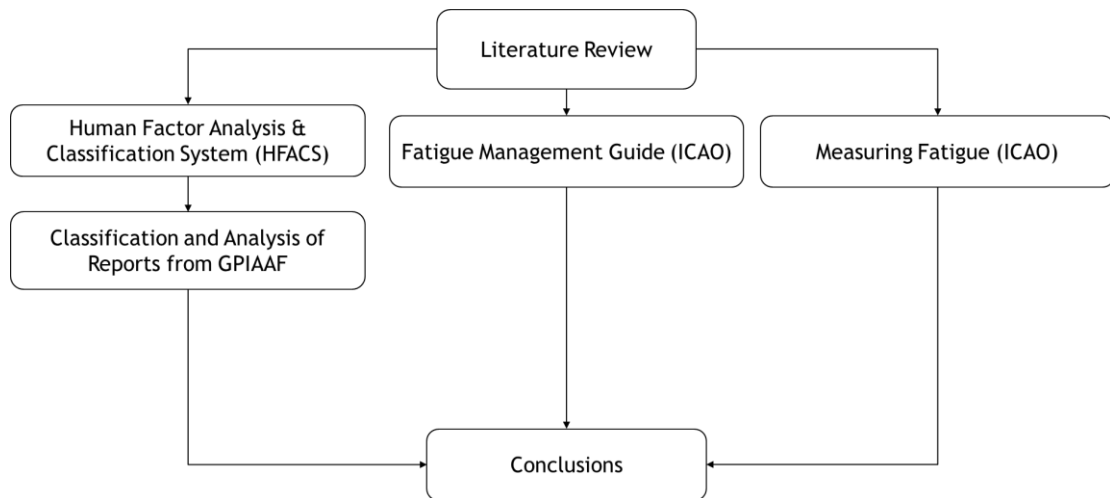 Literature Review
Human Factor Analysis &
Classification System (HFACS)
Fatigue Management Guide (ICAO)
Measuring Fatigue (ICAO)
Classification and Analysis of
Reports from GPIAAF
Conclusions